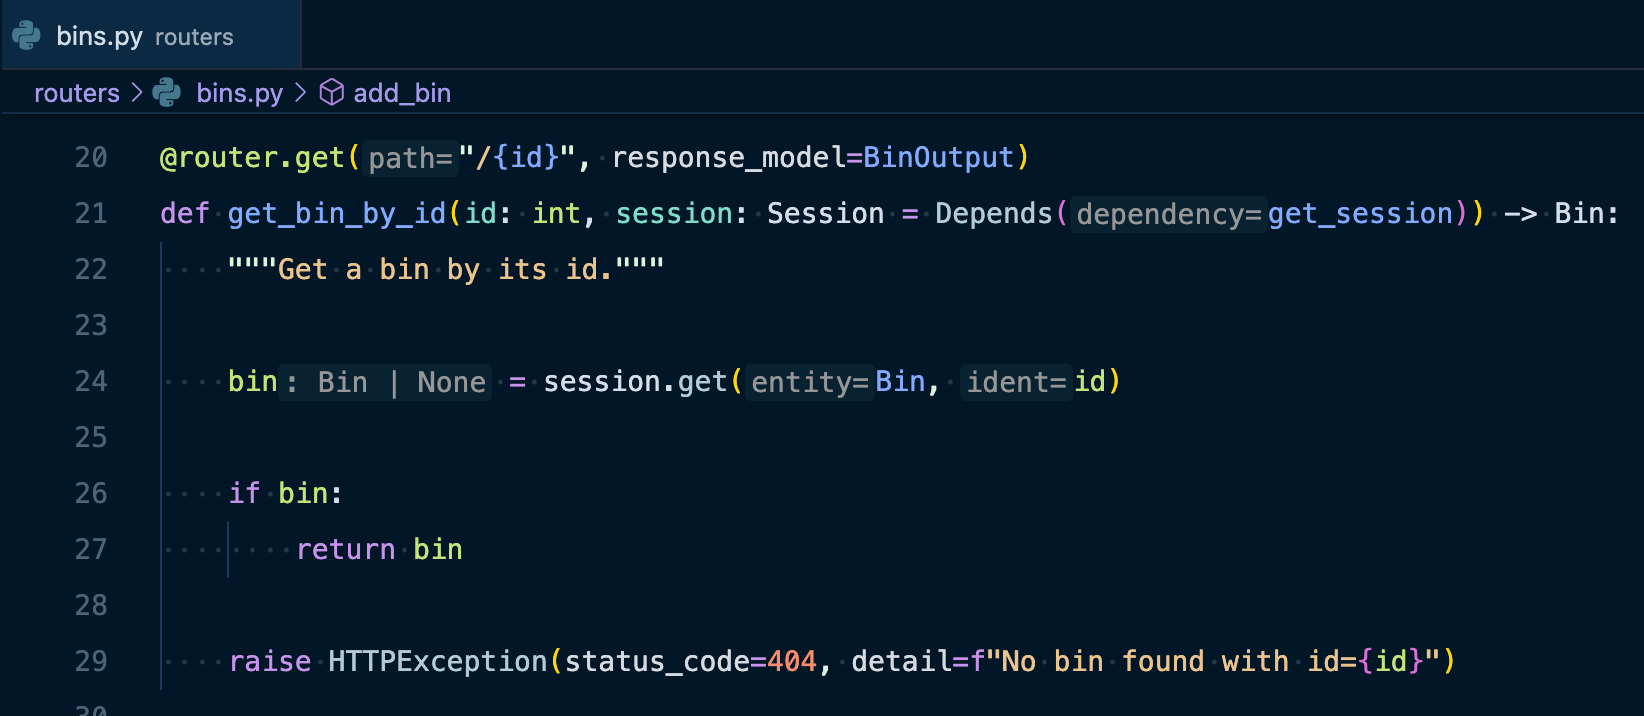 bins.py routers
routers > bins.py > add_bin
20 @router.get(path="/{id}", response_model=BinOutput)
21 def get_bin_by_id(id: int, session: Session = Depends(dependency=get_session)) -> Bin:
22     """Get a bin by its id."""
23
24     bin: Bin | None = session.get(entity=Bin, ident=id)
25
26     if bin:
27         return bin
28
29     raise HTTPException(status_code=404, detail=f"No bin found with id={id}")
30